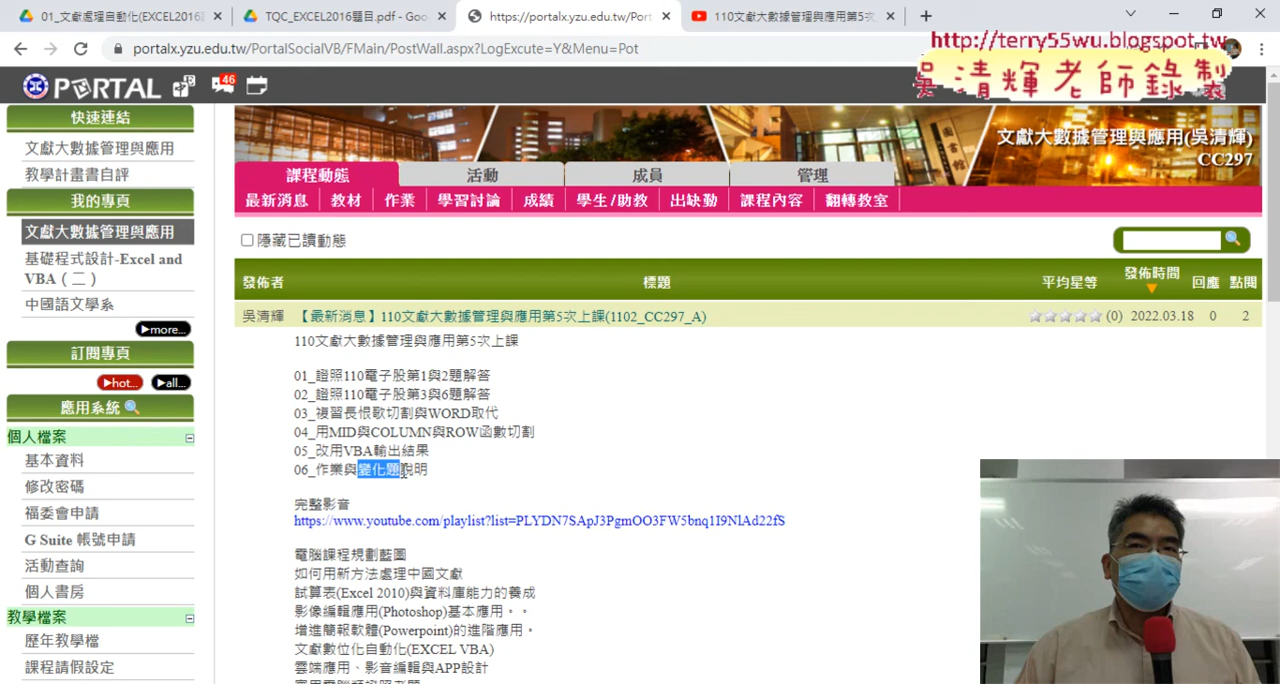 01_文獻處理自動化(EXCEL2016
TQC_EXCEL2016題目.pdf - Goo
https://portalx.yzu.edu.tw/Port
110文獻大數據管理與應用第5次
portalx.yzu.edu.tw/PortalSocialVB/FMain/PostWall.aspx?LogExcute=Y&Menu=Pot
http://terry55wu.blogspot.tw
吳清輝老師錄製
PORTAL
46
快速連結
文獻大數據管理與應用
教學計畫書自評
我的專頁
文獻大數據管理與應用
基礎程式設計-Excel and
VBA（二）
中國語文學系
▶more...
訂閱專頁
▶hot... ▶all...
應用系統
個人檔案
基本資料
修改密碼
福委會申請
G Suite 帳號申請
活動查詢
個人書房
教學檔案
歷年教學檔
課程請假設定
文獻大數據管理與應用(吳清輝)
CC297
課程動態 活動 成員 管理
最新消息 教材 作業 學習討論 成績 學生/助教 出缺勤 課程內容 翻轉教室
隱藏已讀動態
發佈者 標題 平均星等 發佈時間 回應 點閱
吳清輝 【最新消息】110文獻大數據管理與應用第5次上課(1102_CC297_A) (0) 2022.03.18 0 2
110文獻大數據管理與應用第5次上課
01_證照110電子股第1與2題解答
02_證照110電子股第3與6題解答
03_複習長恨歌切割與WORD取代
04_用MID與COLUMN與ROW函數切割
05_改用VBA輸出結果
06_作業與變化題說明
完整影音
https://www.youtube.com/playlist?list=PLYDN7SApJ3PgmOO3FW5bnq1I9NlAd22fS
電腦課程規劃藍圖
如何用新方法處理中國文獻
試算表(Excel 2010)與資料庫能力的養成
影像編輯應用(Photoshop)基本應用。。
增進簡報軟體(Powerpoint)的進階應用。
文獻數位化自動化(EXCEL VBA)
雲端應用、影音編輯與APP設計